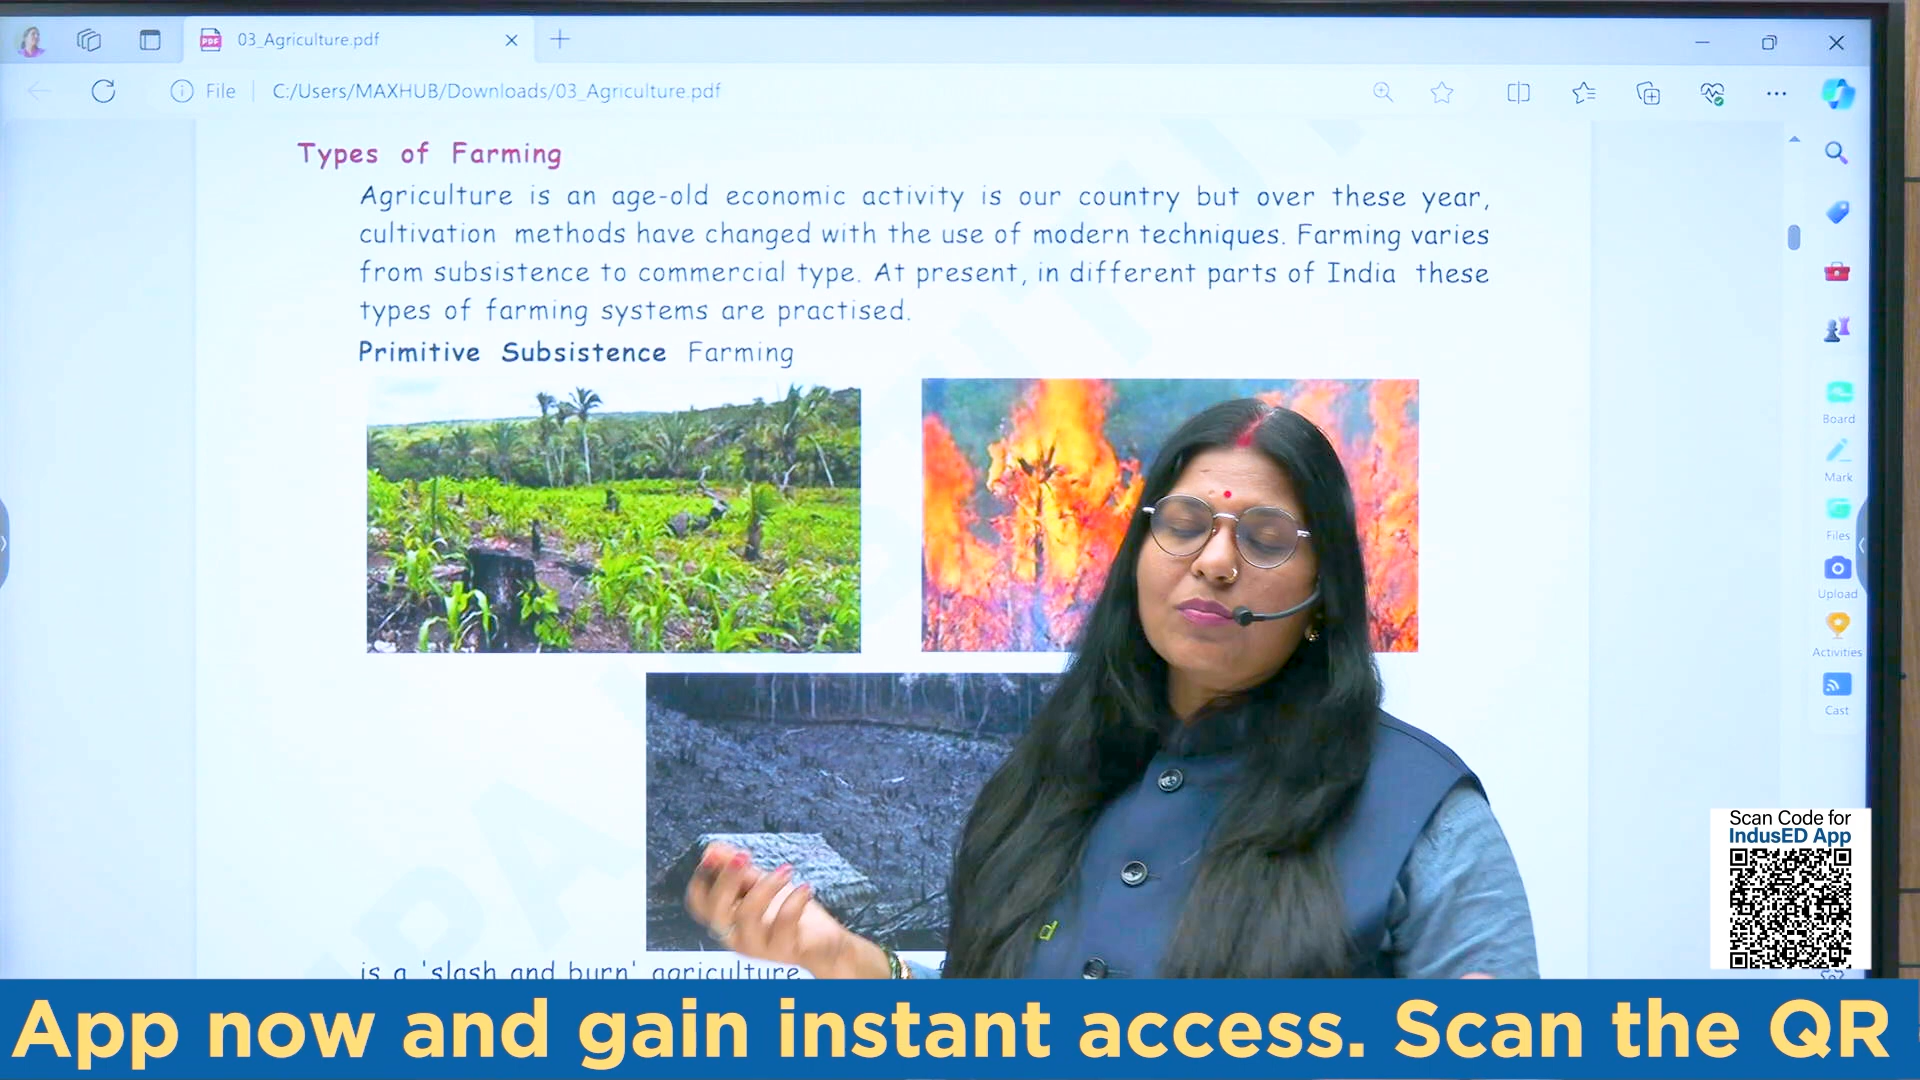 03_Agriculture.pdf
PDF
File
C:/Users/MAXHUB/Downloads/03_Agriculture.pdf
Types of Farming
Agriculture is an age-old economic activity is our country but over these year,
cultivation methods have changed with the use of modern techniques. Farming varies
from subsistence to commercial type. At present, in different parts of India these
types of farming systems are practised.
Primitive Subsistence Farming
is a 'slash and burn' agriculture
Board
Mark
Files
Upload
Activities
Cast
Scan Code for
IndusED App
App now and gain instant access. Scan the QR